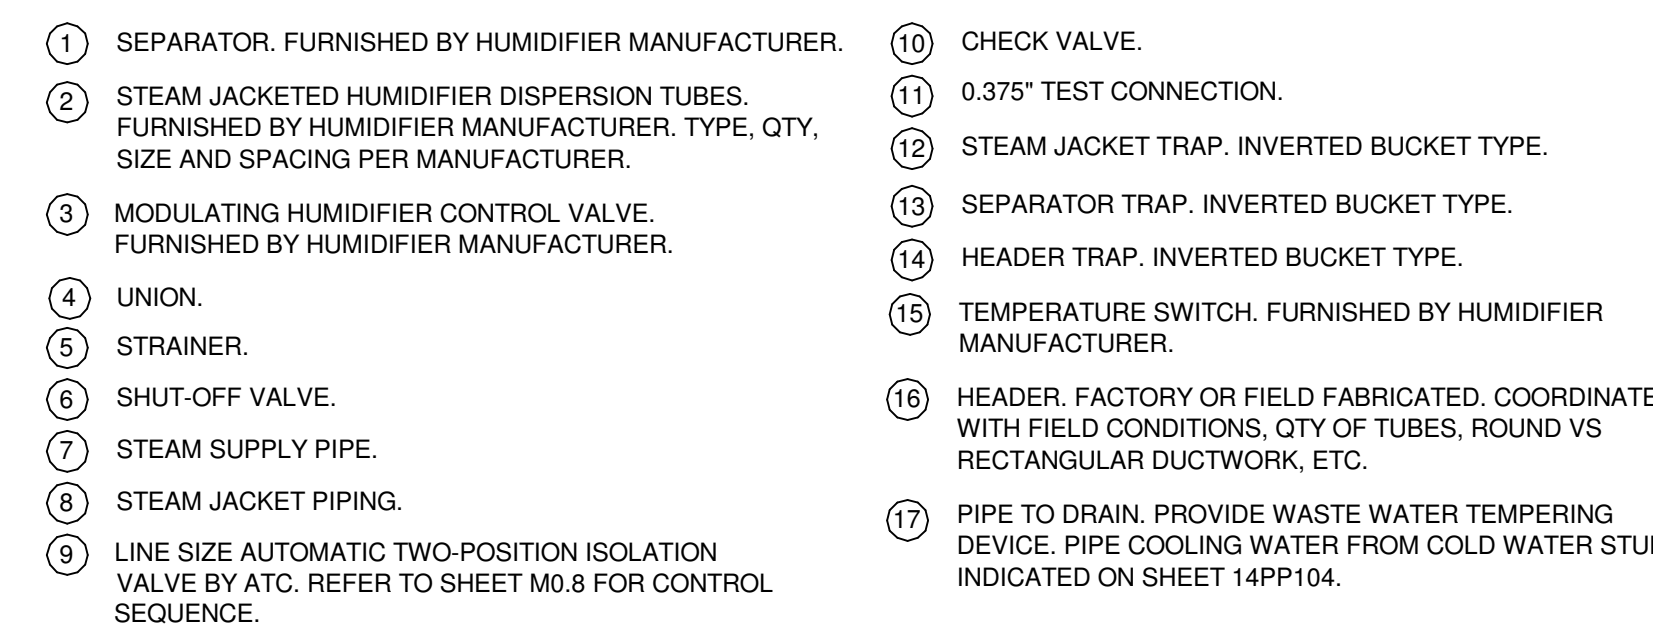 1 SEPARATOR. FURNISHED BY HUMIDIFIER MANUFACTURER.
2 STEAM JACKETED HUMIDIFIER DISPERSION TUBES.
FURNISHED BY HUMIDIFIER MANUFACTURER. TYPE, QTY,
SIZE AND SPACING PER MANUFACTURER.
3 MODULATING HUMIDIFIER CONTROL VALVE.
FURNISHED BY HUMIDIFIER MANUFACTURER.
4 UNION.
5 STRAINER.
6 SHUT-OFF VALVE.
7 STEAM SUPPLY PIPE.
8 STEAM JACKET PIPING.
9 LINE SIZE AUTOMATIC TWO-POSITION ISOLATION
VALVE BY ATC. REFER TO SHEET M0.8 FOR CONTROL
SEQUENCE.
10 CHECK VALVE.
11 0.375" TEST CONNECTION.
12 STEAM JACKET TRAP. INVERTED BUCKET TYPE.
13 SEPARATOR TRAP. INVERTED BUCKET TYPE.
14 HEADER TRAP. INVERTED BUCKET TYPE.
15 TEMPERATURE SWITCH. FURNISHED BY HUMIDIFIER
MANUFACTURER.
16 HEADER. FACTORY OR FIELD FABRICATED. COORDINATE
WITH FIELD CONDITIONS, QTY OF TUBES, ROUND VS
RECTANGULAR DUCTWORK, ETC.
17 PIPE TO DRAIN. PROVIDE WASTE WATER TEMPERING
DEVICE. PIPE COOLING WATER FROM COLD WATER
INDICATED ON SHEET 14PP104.